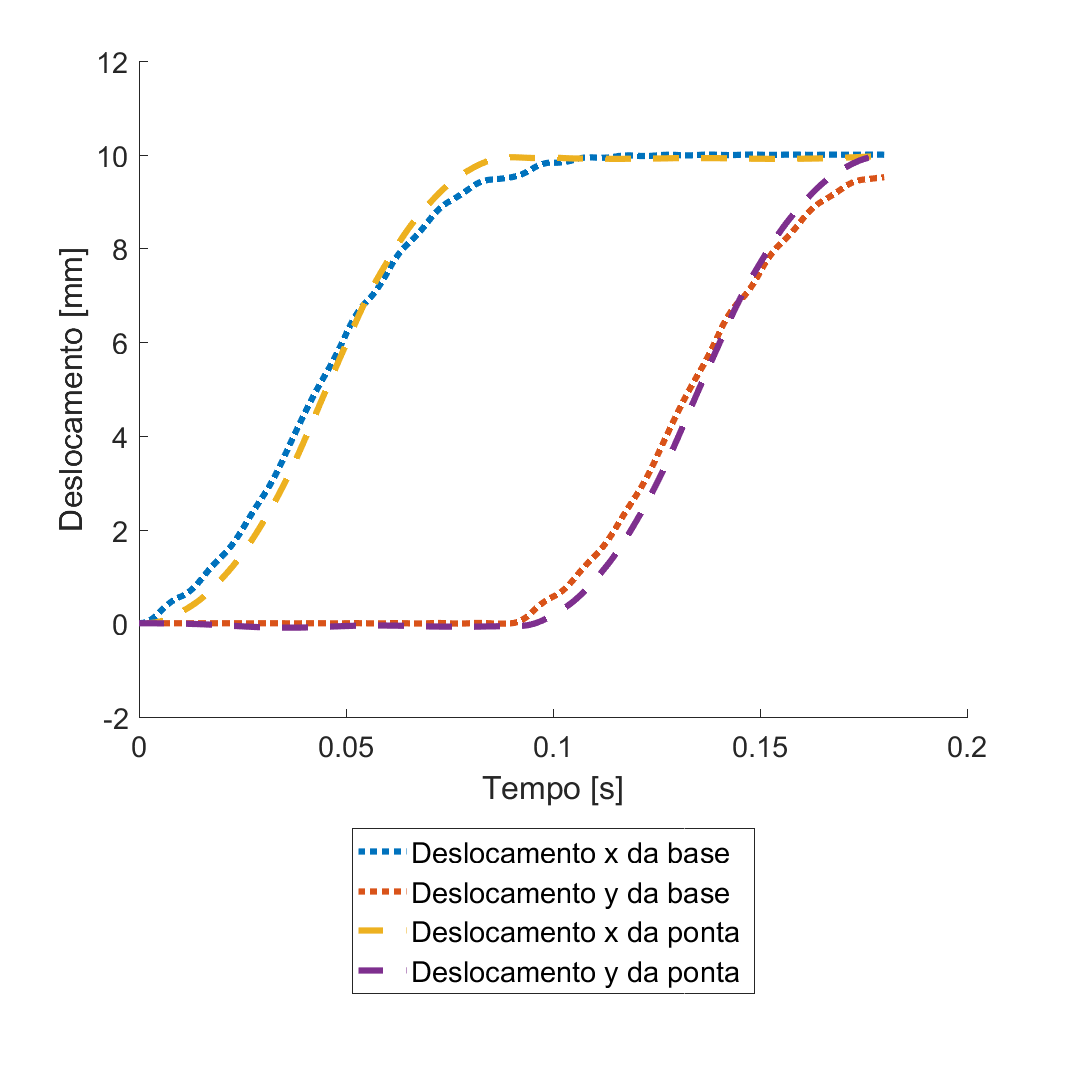 12
10
8
6
4
2
0
-2
Deslocamento [mm]
0
0.05
0.1
0.15
0.2
Tempo [s]
Deslocamento x da base
Deslocamento y da base
Deslocamento x da ponta
Deslocamento y da ponta